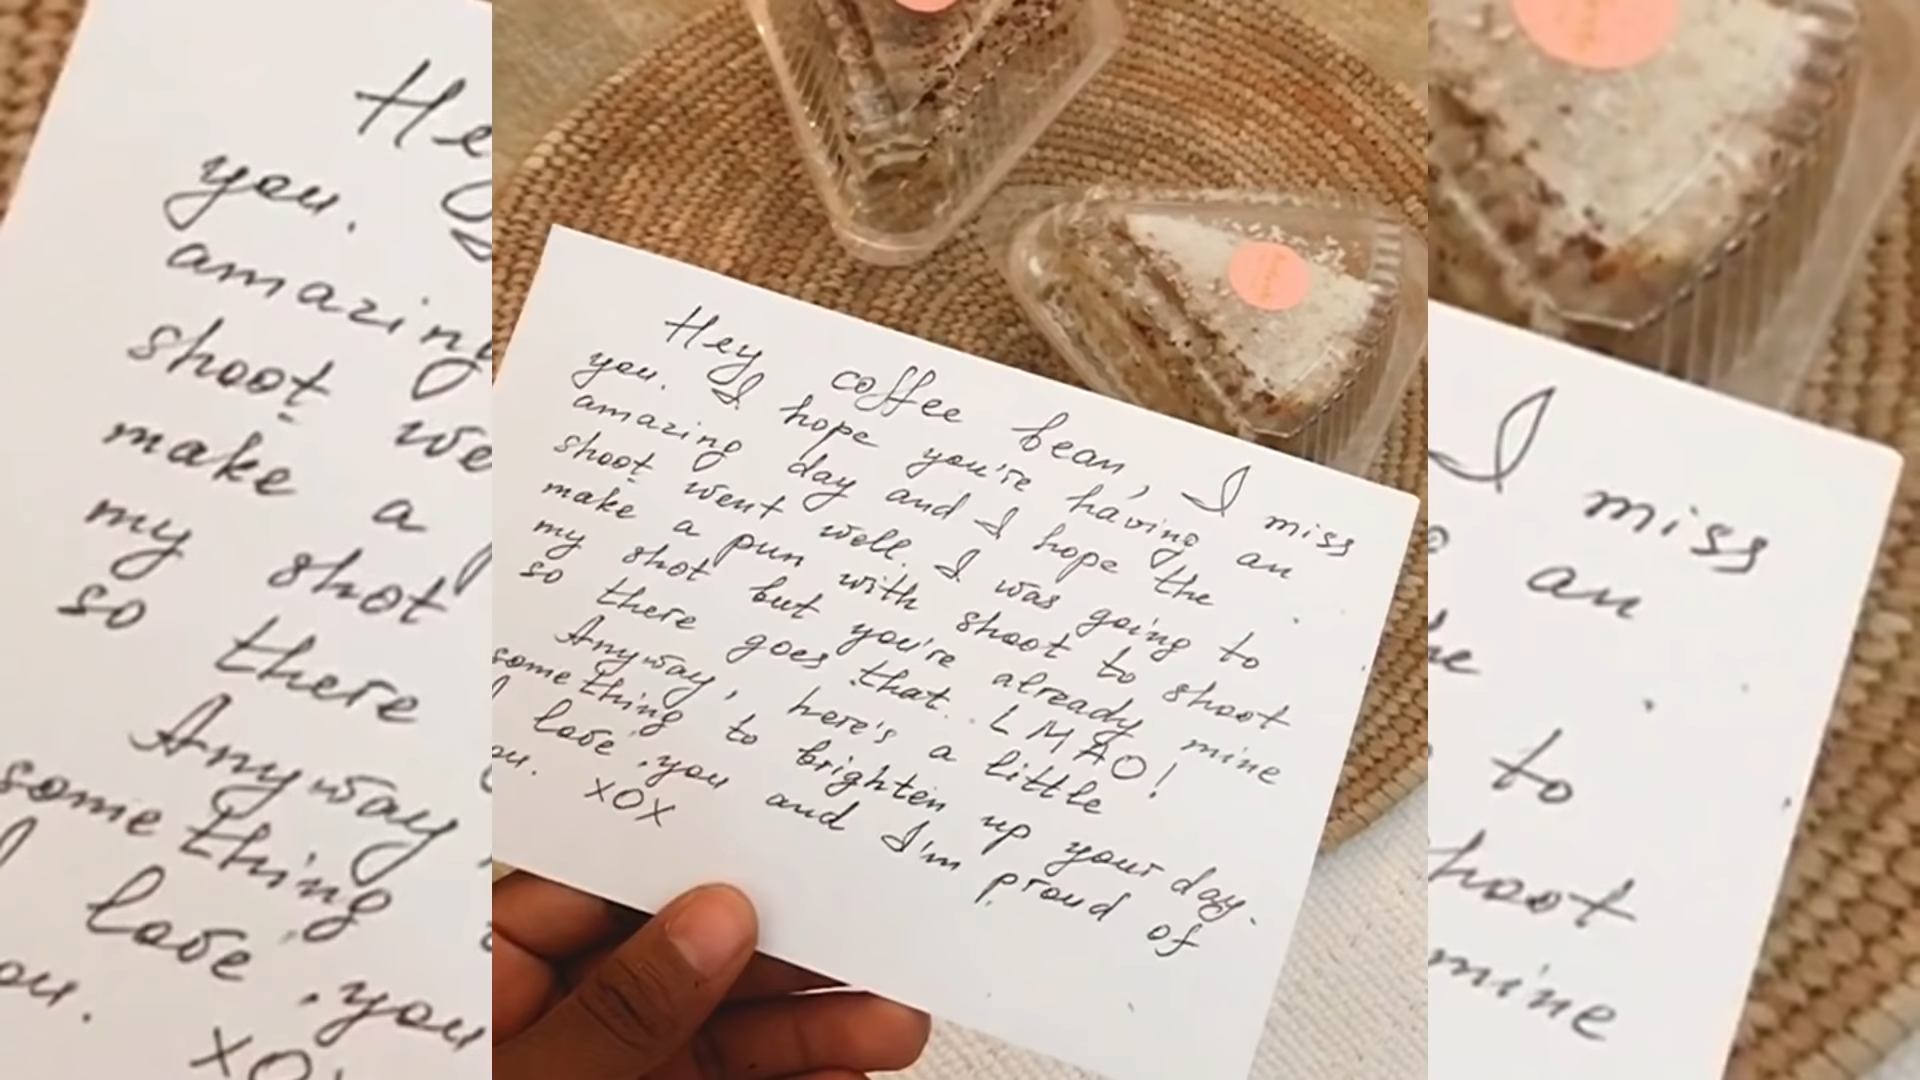 Hey coffee bean, I miss
you. I hope you're having an
amazing day and I hope the
shoot went well. I was going to
make a pun with shoot to shoot
my shot but you're already mine
so there goes that. LMAO!
Anyway, here's a little
something to brighten up your day.
I love you and I'm proud of
ou. XOX